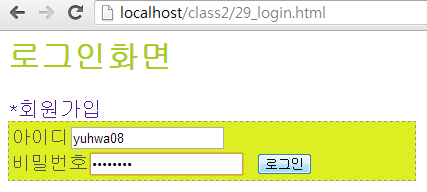 localhost/class2/29_login.html
로그인화면
*회원가입
아이디 yuhwa08
비밀번호 •••••••• 로그인